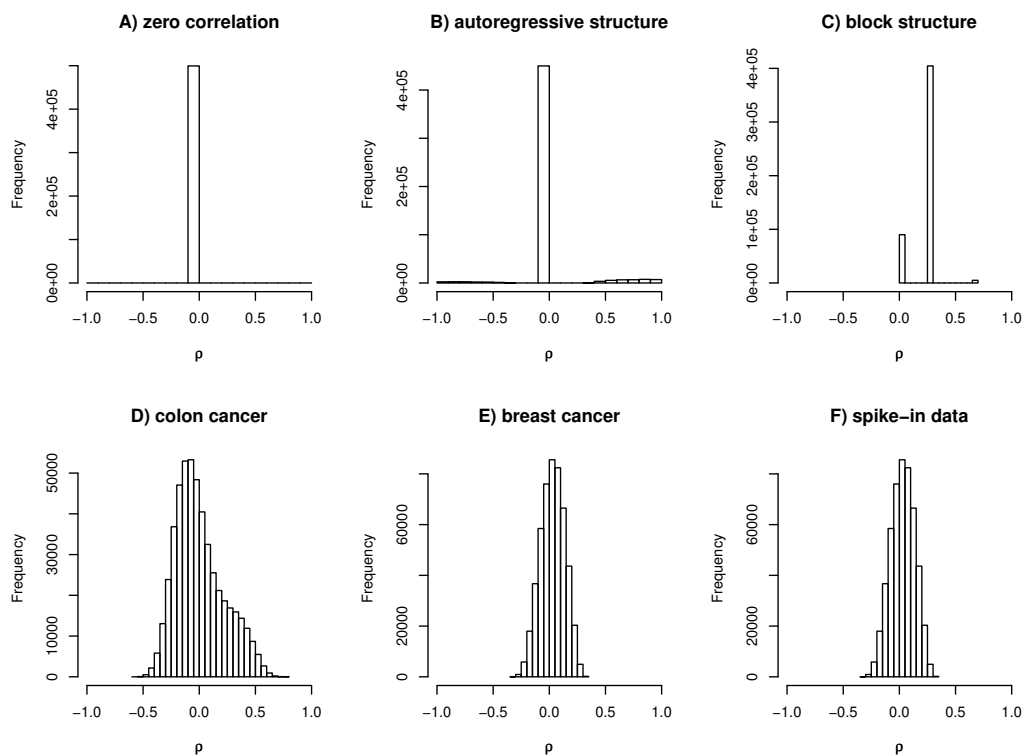 A) zero correlation
Frequency
0e+00
2e+05
4e+05
−1.0 −0.5 0.0 0.5 1.0
ρ
B) autoregressive structure
Frequency
0e+00
2e+05
4e+05
−1.0 −0.5 0.0 0.5 1.0
ρ
C) block structure
Frequency
0e+00
1e+05
2e+05
3e+05
4e+05
−1.0 −0.5 0.0 0.5 1.0
ρ
D) colon cancer
Frequency
0
10000
30000
50000
−1.0 −0.5 0.0 0.5 1.0
ρ
E) breast cancer
Frequency
0
20000
60000
−1.0 −0.5 0.0 0.5 1.0
ρ
F) spike−in data
Frequency
0
20000
60000
−1.0 −0.5 0.0 0.5 1.0
ρ